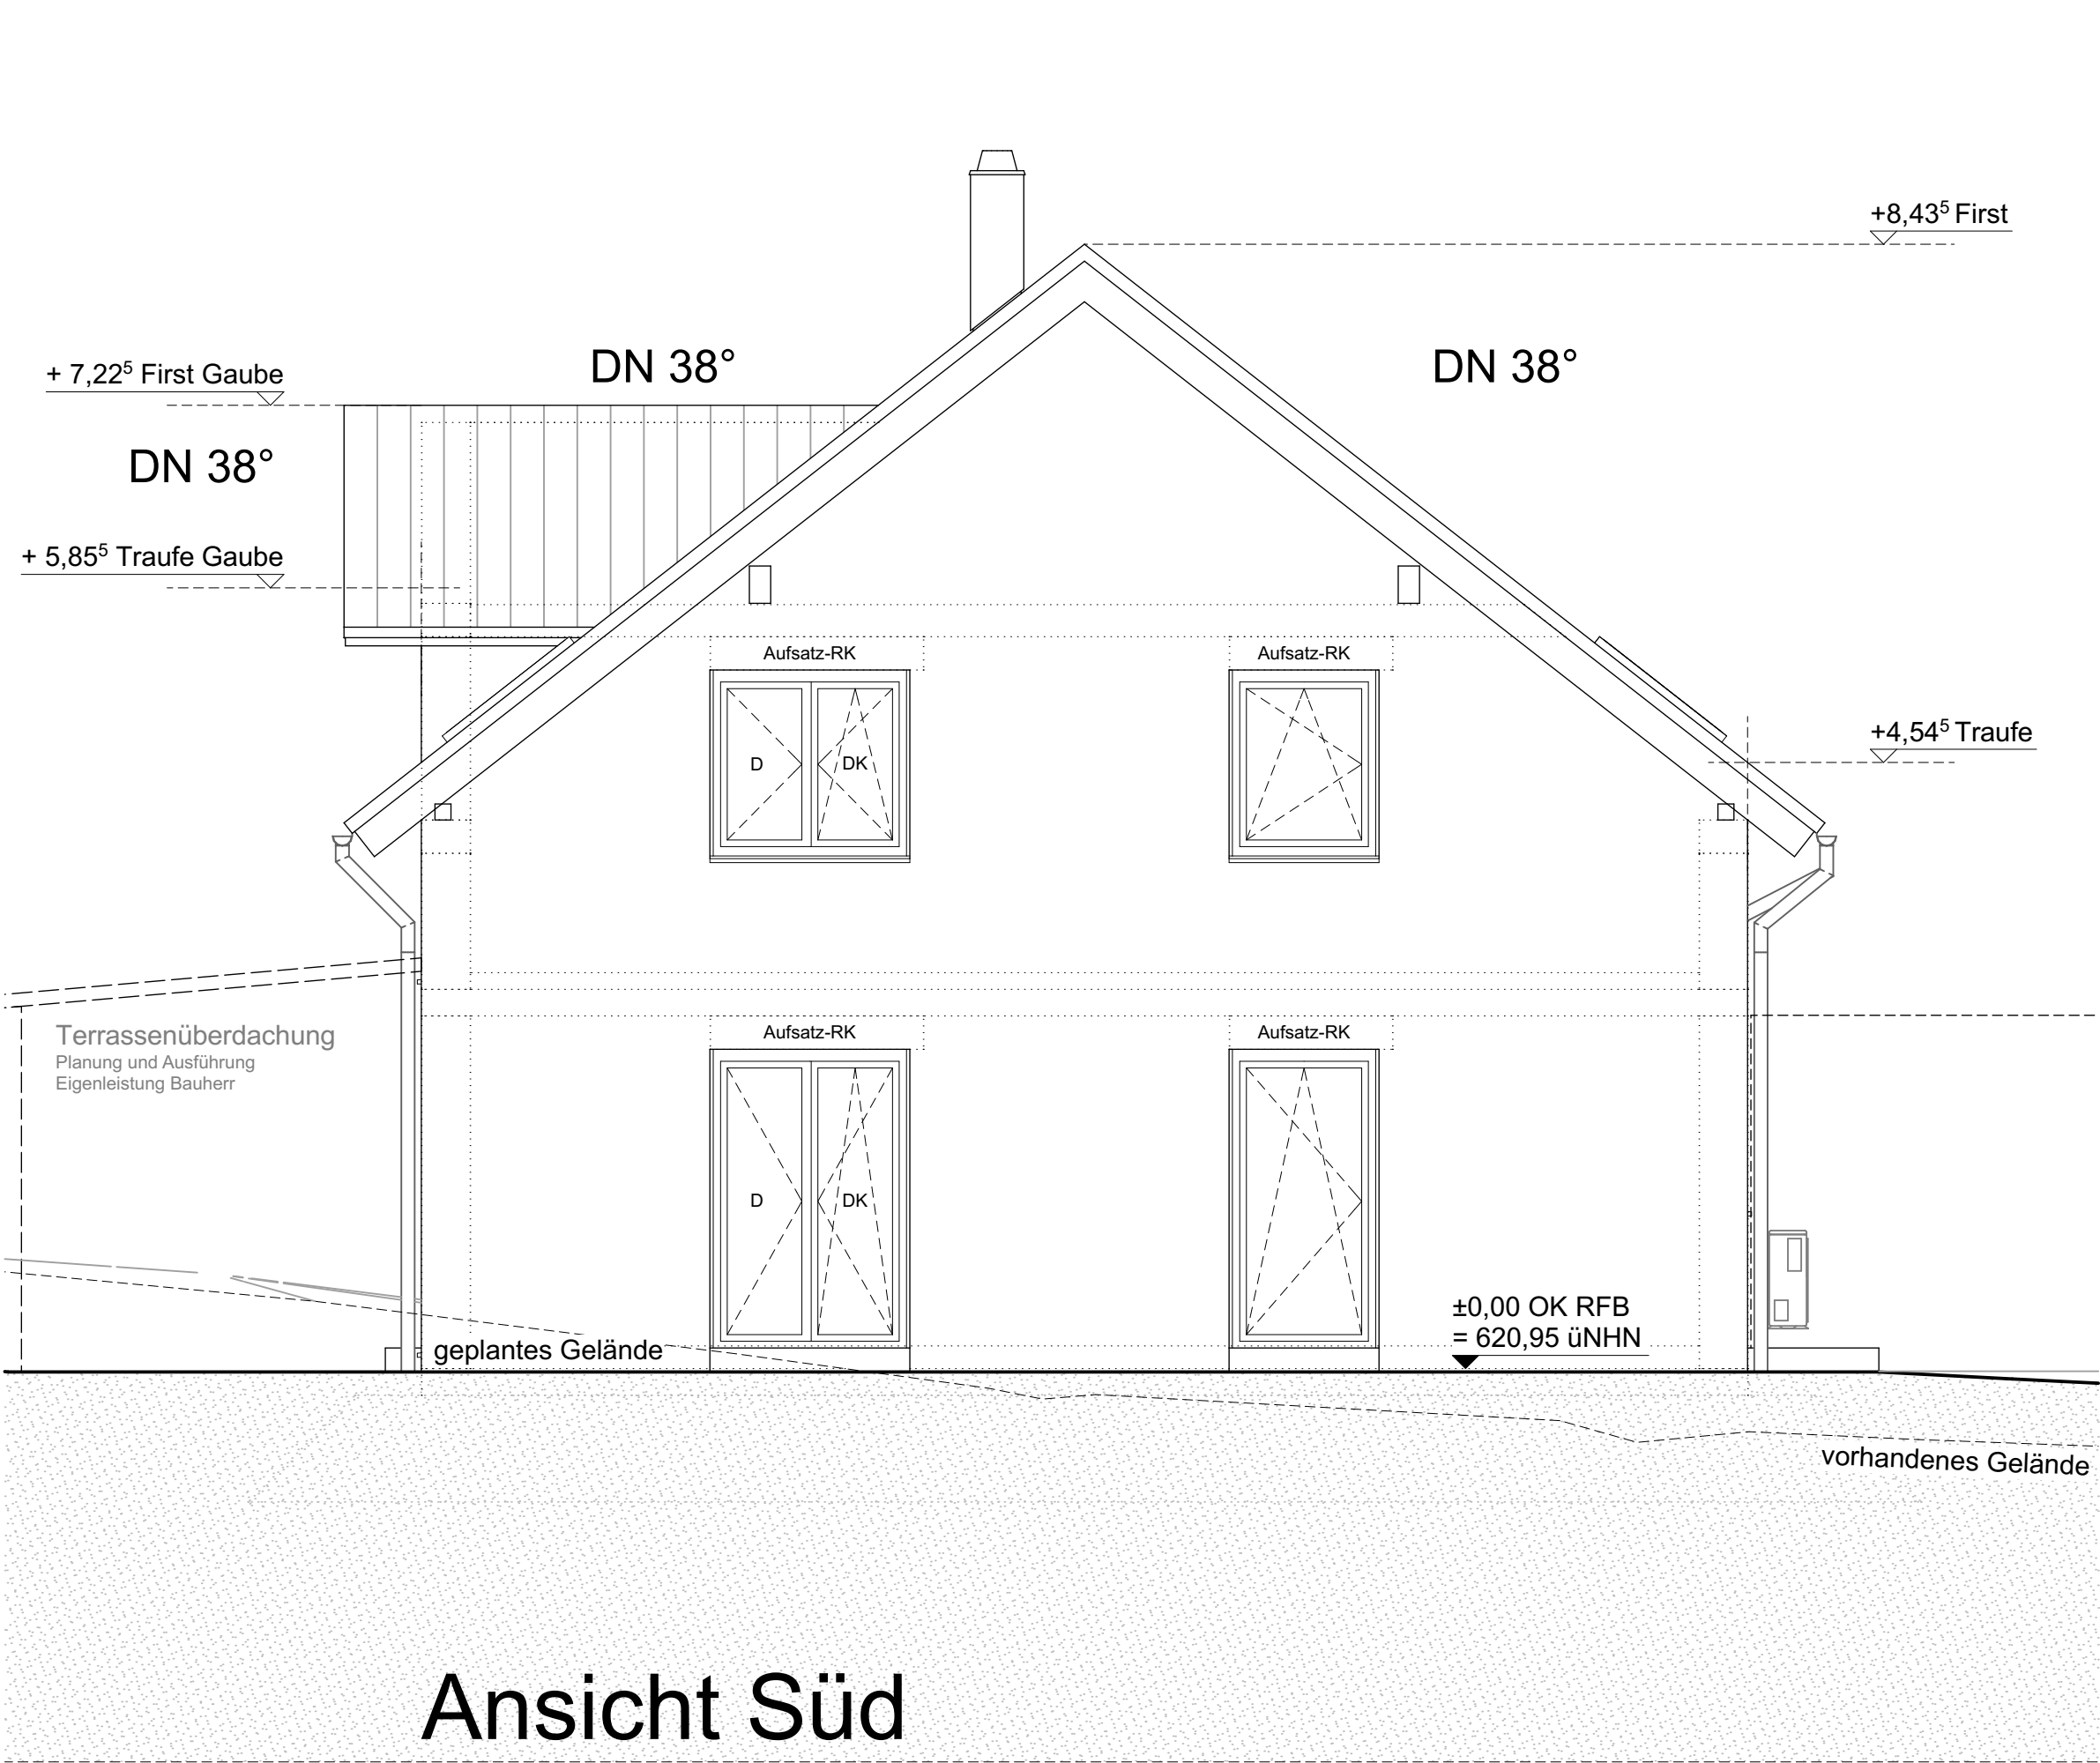 +8,43⁵ First
DN 38°
DN 38°
+ 7,22⁵ First Gaube
DN 38°
+ 5,85⁵ Traufe Gaube
Aufsatz-RK
Aufsatz-RK
+4,54⁵ Traufe
D
DK
Terrassenüberdachung
Planung und Ausführung
Eigenleistung Bauherr
Aufsatz-RK
Aufsatz-RK
D
DK
±0,00 OK RFB
= 620,95 üNHN
geplantes Gelände
vorhandenes Gelände
Ansicht Süd